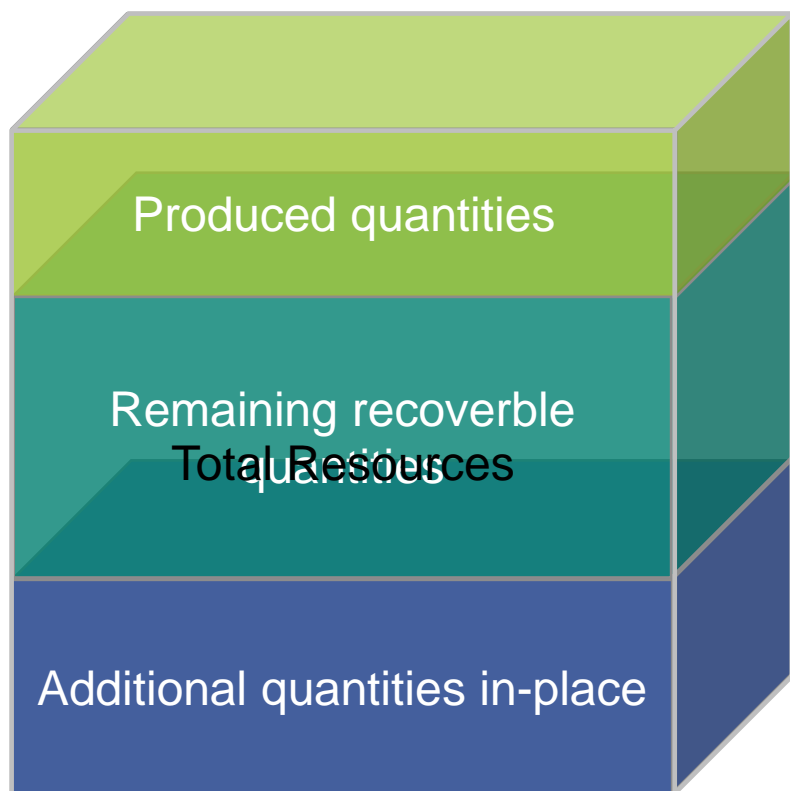 Produced quantities
Remaining recoverble
quantities
Total Resources
Additional quantities in-place